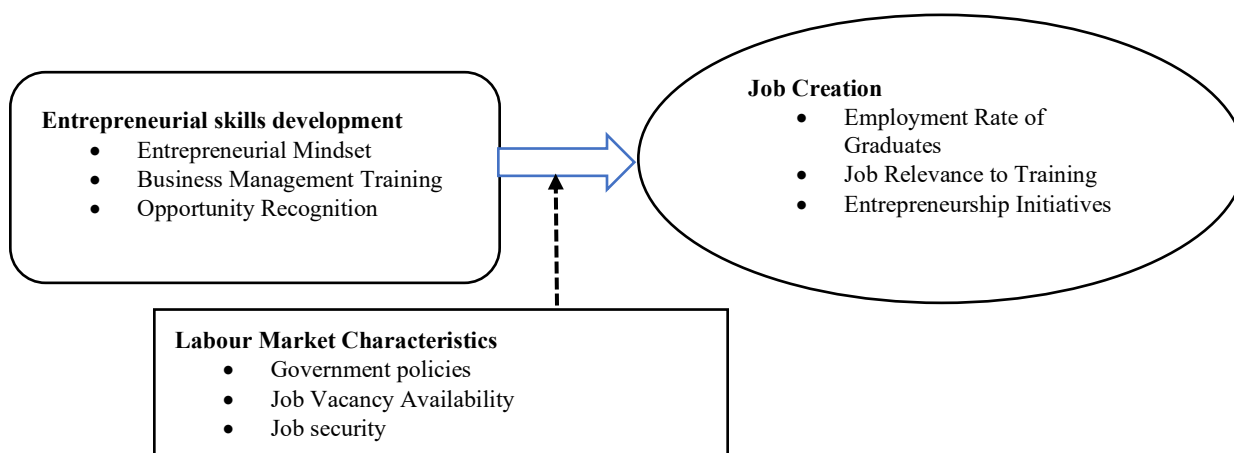 Entrepreneurial skills development
• Entrepreneurial Mindset
• Business Management Training
• Opportunity Recognition
Job Creation
• Employment Rate of
Graduates
• Job Relevance to Training
• Entrepreneurship Initiatives
Labour Market Characteristics
• Government policies
• Job Vacancy Availability
• Job security